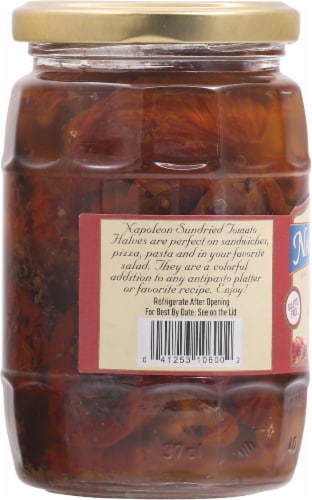 Napoleon Sundried Tomato
Halves are perfect on sandwiches,
pizza, pasta and in your favorite
salad. They are a colorful
addition to any antipasto platter
or favorite recipe. Enjoy!
Refrigerate After Opening
For Best By Date: See on the Lid
0 41253 10600 2
37cl